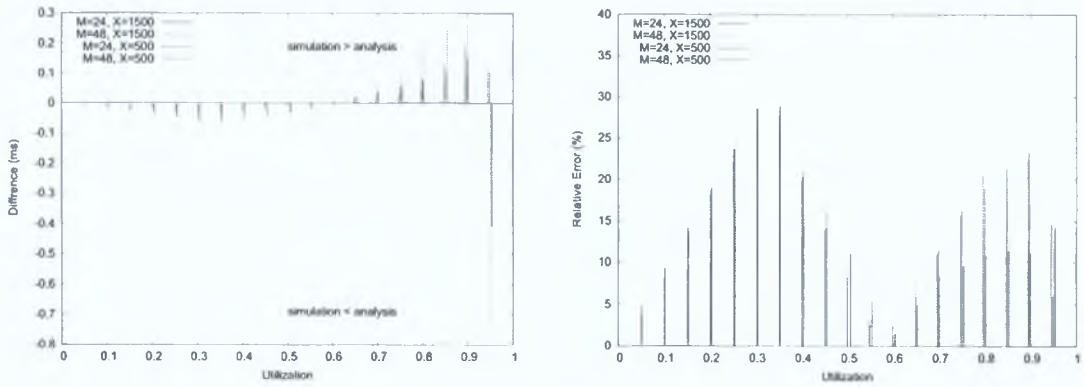 0.3
0.2
0.1
0
-0.1
-0.2
-0.3
-0.4
-0.5
-0.6
-0.7
-0.8
Diffrence (ms)
M=24, X=1500
M=48, X=1500
M=24, X=500
M=48, X=500
simulation > analysis
simulation < analysis
0 0.1 0.2 0.3 0.4 0.5 0.6 0.7 0.8 0.9 1
Utilization
40
35
30
25
20
15
10
5
0
Relative Error (%)
M=24, X=1500
M=48, X=1500
M=24, X=500
M=48, X=500
0 0.1 0.2 0.3 0.4 0.5 0.6 0.7 0.8 0.9 1
Utilization